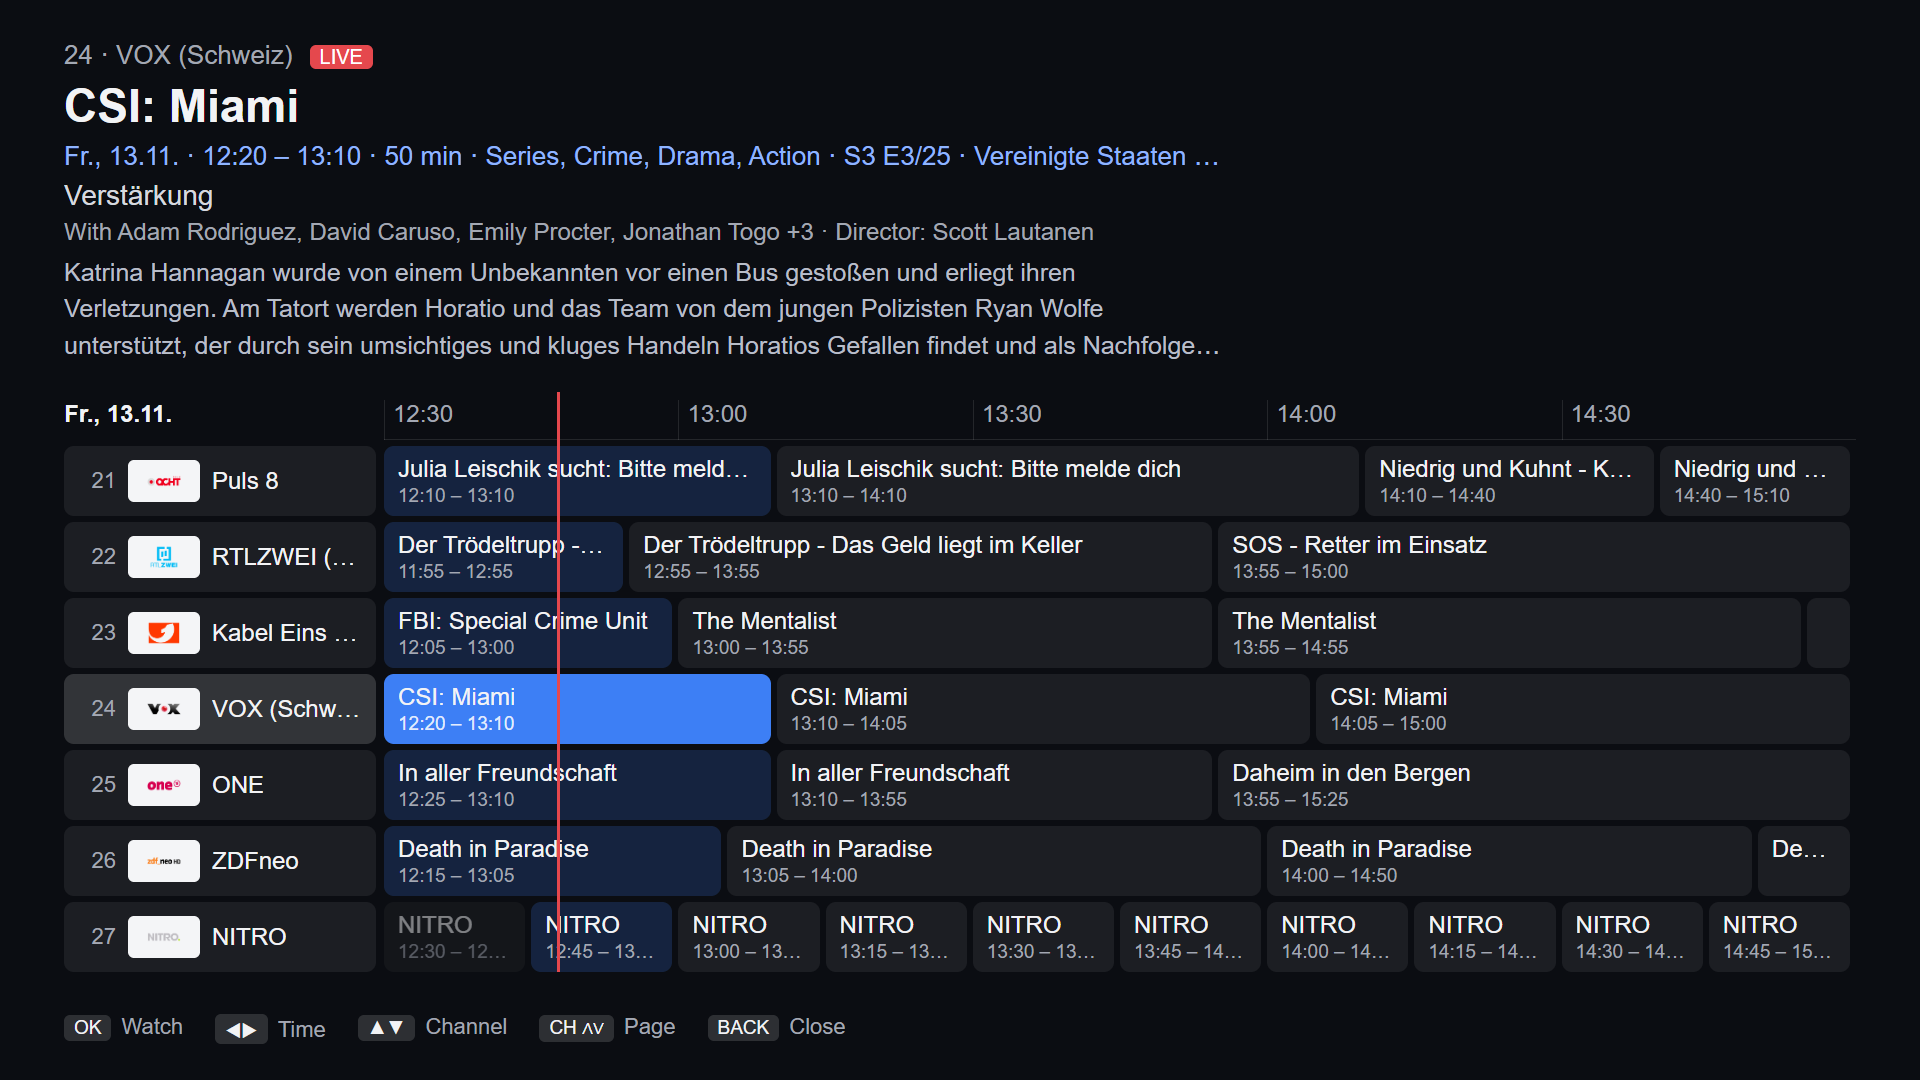 24 · VOX (Schweiz) LIVE
CSI: Miami
Fr., 13.11. · 12:20 – 13:10 · 50 min · Series, Crime, Drama, Action · S3 E3/25 · Vereinigte Staaten …
Verstärkung
With Adam Rodriguez, David Caruso, Emily Procter, Jonathan Togo +3 · Director: Scott Lautanen
Katrina Hannagan wurde von einem Unbekannten vor einen Bus gestoßen und erliegt ihren
Verletzungen. Am Tatort werden Horatio und das Team von dem jungen Polizisten Ryan Wolfe
unterstützt, der durch sein umsichtiges und kluges Handeln Horatios Gefallen findet und als Nachfolge…
Fr., 13.11. 12:30 13:00 13:30 14:00 14:30
21 ACHT Puls 8 Julia Leischik sucht: Bitte meld… Julia Leischik sucht: Bitte melde dich Niedrig und Kuhnt - K… Niedrig und …
12:10 – 13:10 13:10 – 14:10 14:10 – 14:40 14:40 – 15:10
22 RTLZWEI RTLZWEI (… Der Trödeltrupp -… Der Trödeltrupp - Das Geld liegt im Keller SOS - Retter im Einsatz
11:55 – 12:55 12:55 – 13:55 13:55 – 15:00
23 Kabel Eins … FBI: Special Crime Unit The Mentalist The Mentalist
12:05 – 13:00 13:00 – 13:55 13:55 – 14:55
24 VOX VOX (Schw… CSI: Miami CSI: Miami CSI: Miami
12:20 – 13:10 13:10 – 14:05 14:05 – 15:00
25 one ONE In aller Freundschaft In aller Freundschaft Daheim in den Bergen
12:25 – 13:10 13:10 – 13:55 13:55 – 15:25
26 zdf neo HD ZDFneo Death in Paradise Death in Paradise Death in Paradise De…
12:15 – 13:05 13:05 – 14:00 14:00 – 14:50
27 NITRO. NITRO NITRO NITRO NITRO NITRO NITRO NITRO NITRO NITRO NITRO NITRO
12:30 – 12… 12:45 – 13… 13:00 – 13… 13:15 – 13… 13:30 – 13… 13:45 – 14… 14:00 – 14… 14:15 – 14… 14:30 – 14… 14:45 – 15…
OK Watch ◀▶ Time ▲▼ Channel CH ∧∨ Page BACK Close